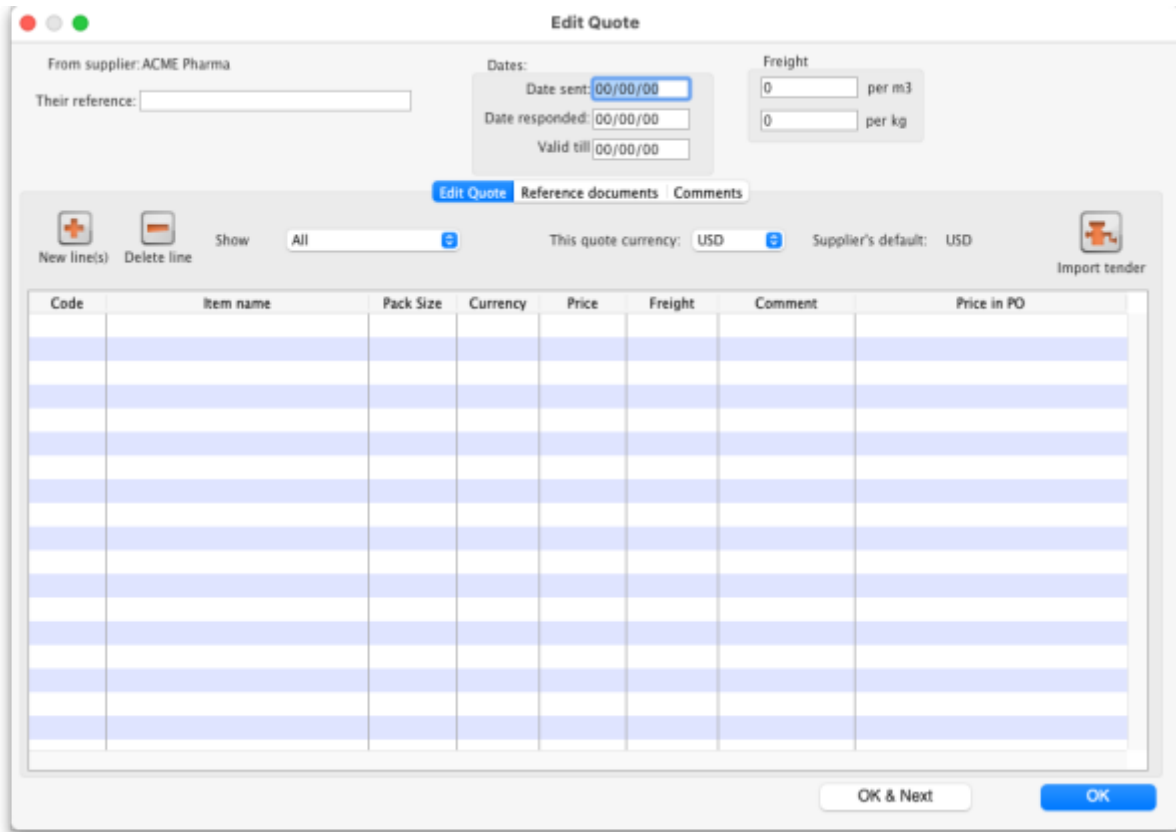 Edit Quote
From supplier: ACME Pharma
Their reference:
Dates:
Date sent: 00/00/00
Date responded: 00/00/00
Valid till 00/00/00
Freight
0 per m3
0 per kg
Edit Quote Reference documents Comments
New line(s) Delete line Show All This quote currency: USD Supplier's default: USD Import tender
Code Item name Pack Size Currency Price Freight Comment Price in PO
OK & Next OK